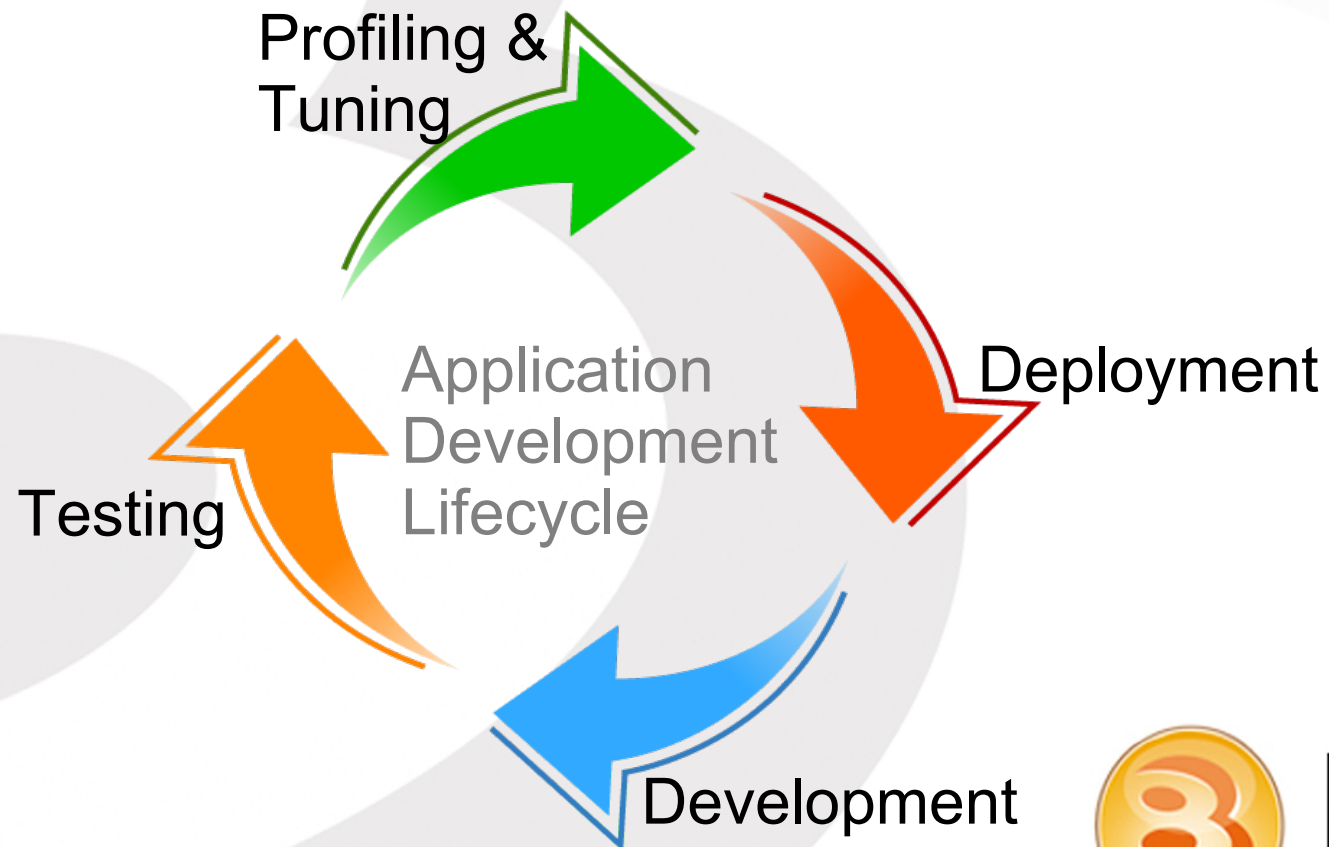 Profiling &
Tuning
Application
Development
Lifecycle
Deployment
Testing
Development